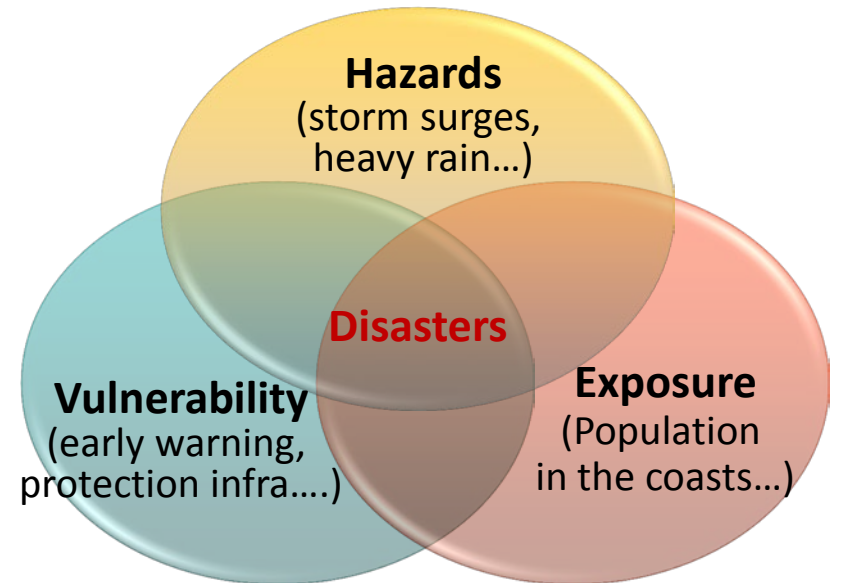 Hazards
(storm surges,
heavy rain…)
Disasters
Vulnerability
(early warning,
protection infra….)
Exposure
(Population
in the coasts…)